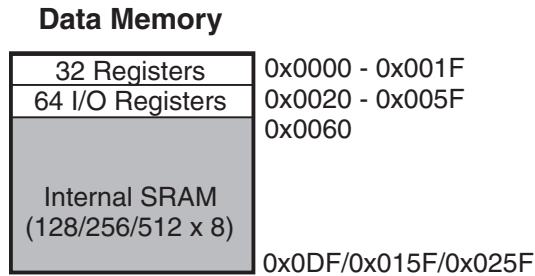 Data Memory
32 Registers 0x0000 - 0x001F
64 I/O Registers 0x0020 - 0x005F
0x0060
Internal SRAM
(128/256/512 x 8)
0x0DF/0x015F/0x025F